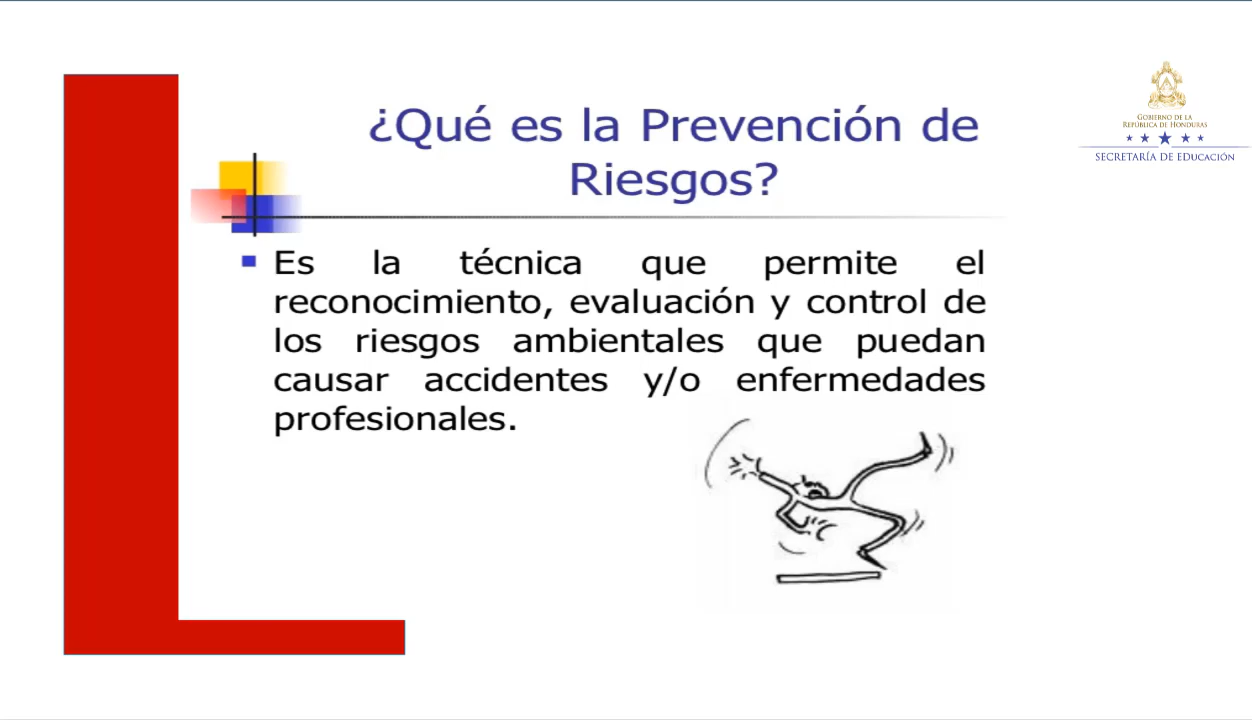 ¿Qué es la Prevención de
Riesgos?
GOBIERNO DE LA
REPÚBLICA DE HONDURAS
SECRETARÍA DE EDUCACIÓN
Es la técnica que permite el
reconocimiento, evaluación y control de
los riesgos ambientales que puedan
causar accidentes y/o enfermedades
profesionales.